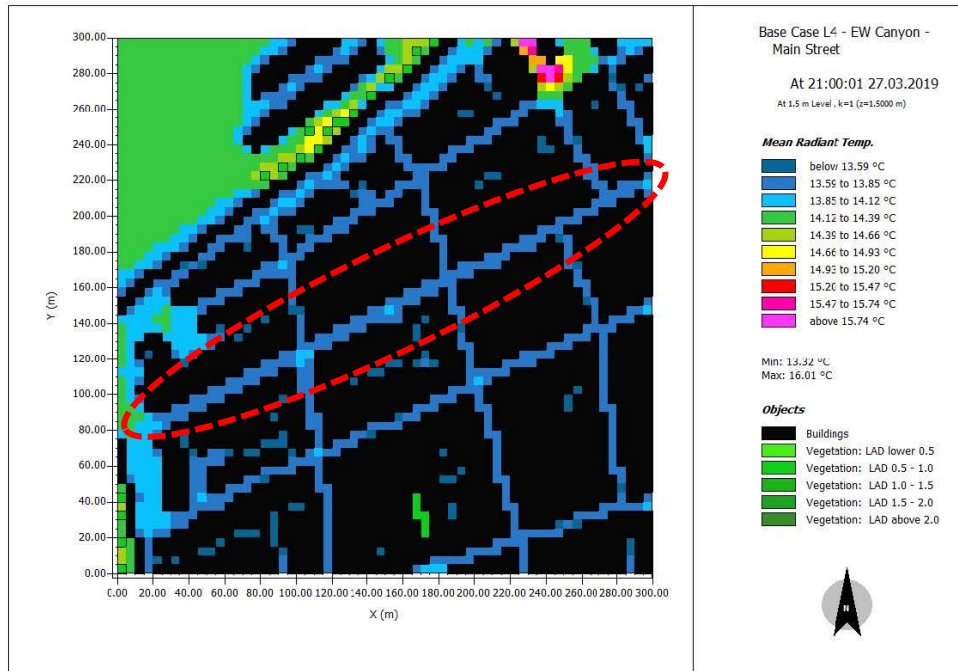 Base Case L4 - EW Canyon -
Main Street
At 21:00:01 27.03.2019
At 1.5 m Level , k=1 (z=1.5000 m)
Mean Radiant Temp.
below 13.59 °C
13.59 to 13.85 °C
13.85 to 14.12 °C
14.12 to 14.39 °C
14.39 to 14.66 °C
14.66 to 14.93 °C
14.93 to 15.20 °C
15.20 to 15.47 °C
15.47 to 15.74 °C
above 15.74 °C
Min: 13.32 °C
Max: 16.01 °C
Objects
Buildings
Vegetation: LAD lower 0.5
Vegetation: LAD 0.5 - 1.0
Vegetation: LAD 1.0 - 1.5
Vegetation: LAD 1.5 - 2.0
Vegetation: LAD above 2.0
N
300.00
280.00
260.00
240.00
220.00
200.00
180.00
160.00
140.00
120.00
100.00
80.00
60.00
40.00
20.00
0.00
Y (m)
0.00 20.00 40.00 60.00 80.00 100.00 120.00 140.00 160.00 180.00 200.00 220.00 240.00 260.00 280.00 300.00
X (m)